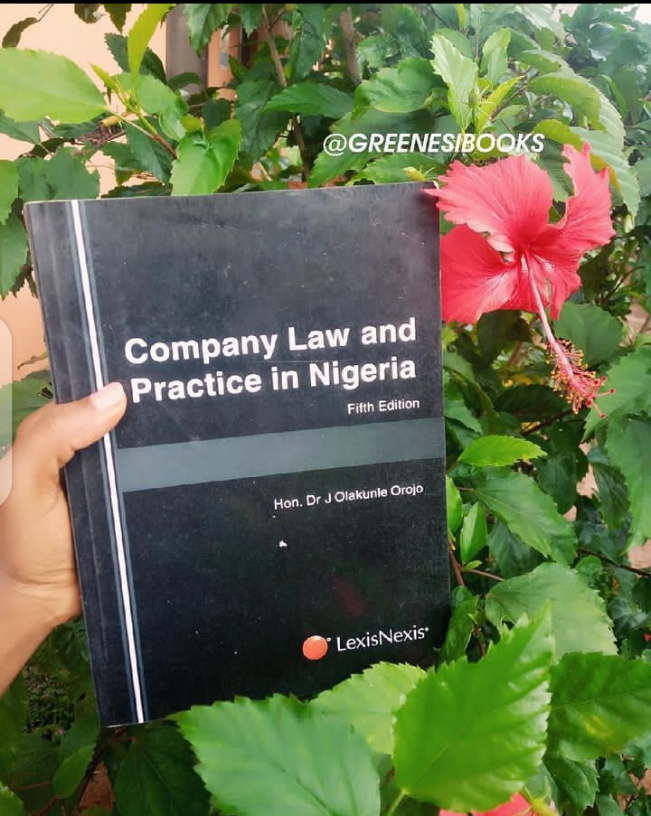 @GREENESIBOOKS
Company Law and
Practice in Nigeria
Fifth Edition
Hon. Dr J Olakunle Orojo
LexisNexis®